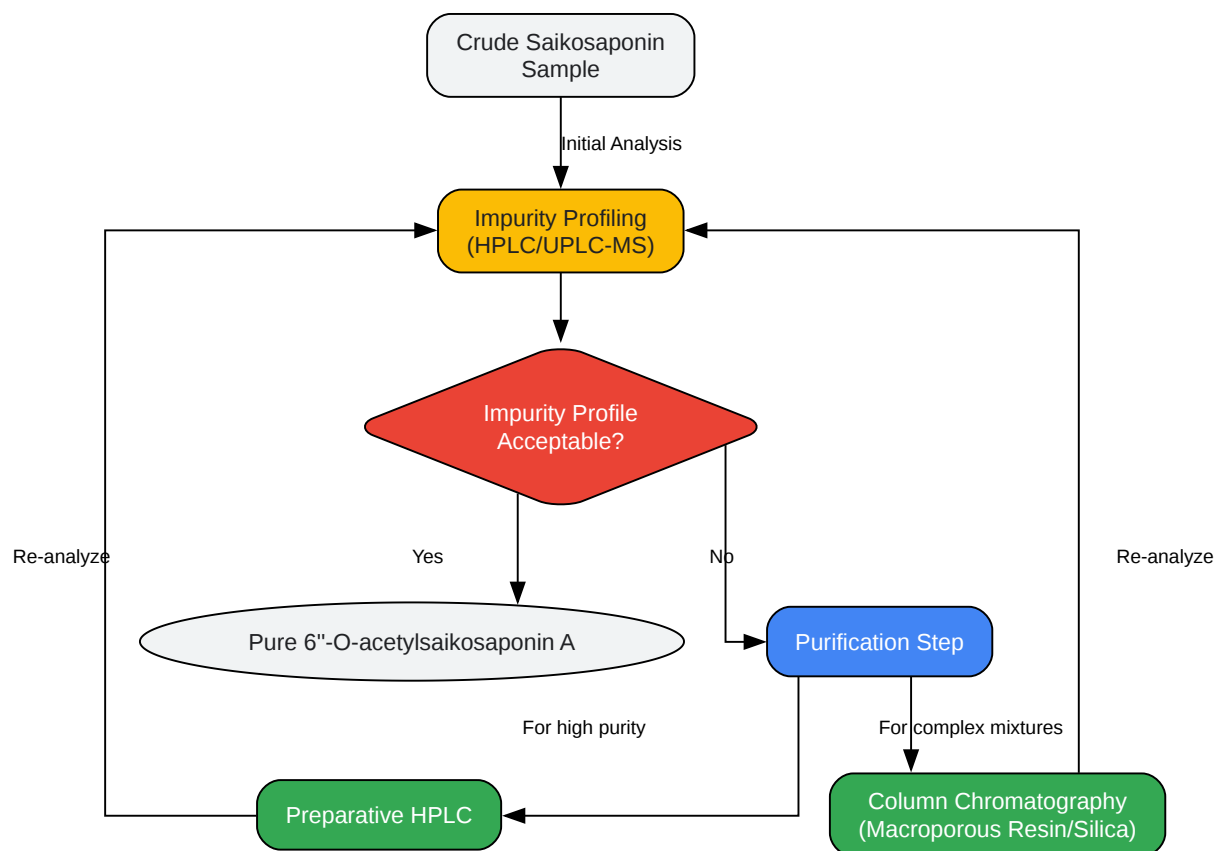 Crude Saikosaponin
Sample
Initial Analysis
Impurity Profiling
(HPLC/UPLC-MS)
Impurity Profile
Acceptable?
Re-analyze
Yes
No
Re-analyze
Pure 6''-O-acetylsaikosaponin A
Purification Step
For high purity
For complex mixtures
Preparative HPLC
Column Chromatography
(Macroporous Resin/Silica)